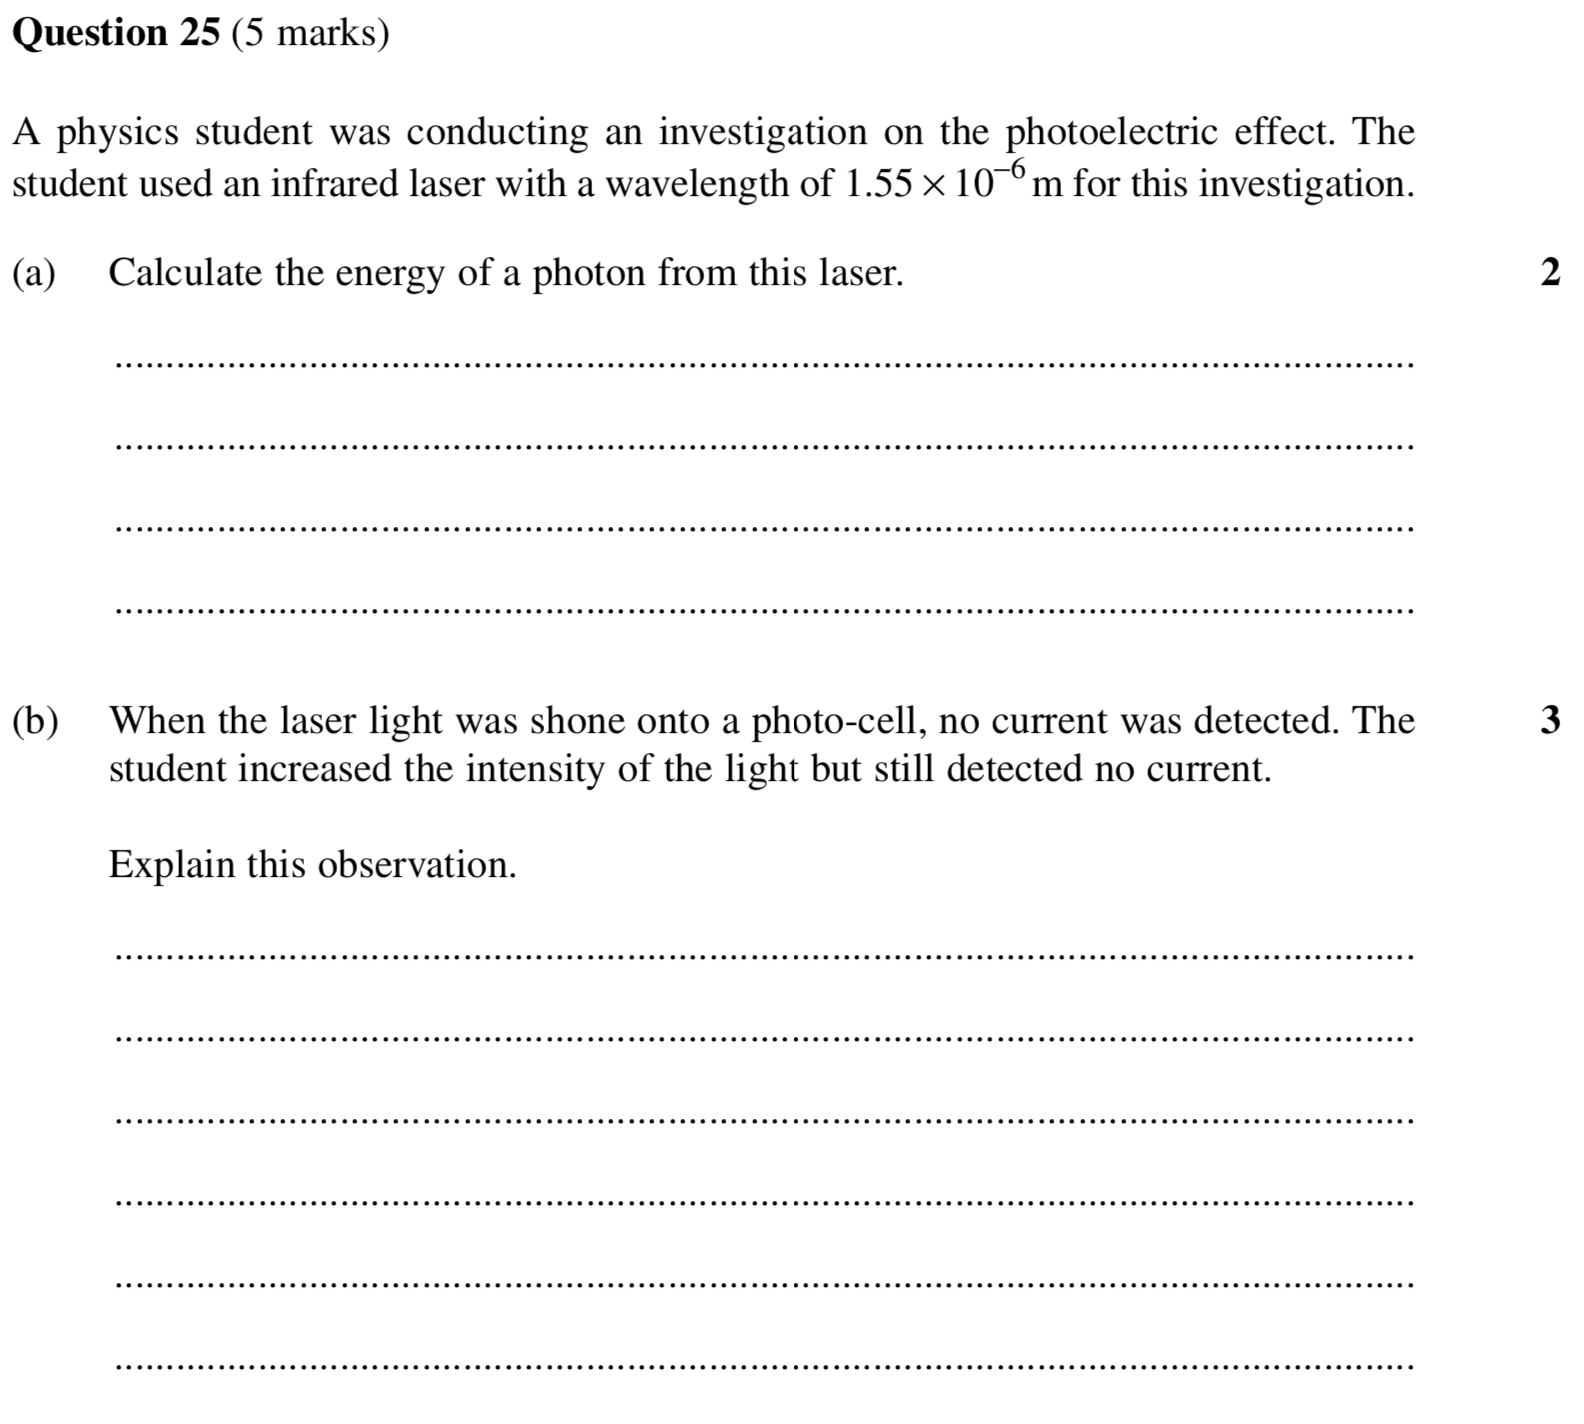 Question 25 (5 marks)
A physics student was conducting an investigation on the photoelectric effect. The
student used an infrared laser with a wavelength of 1.55 × 10⁻⁶ m for this investigation.
(a) Calculate the energy of a photon from this laser. 2
(b) When the laser light was shone onto a photo-cell, no current was detected. The 3
student increased the intensity of the light but still detected no current.
Explain this observation.